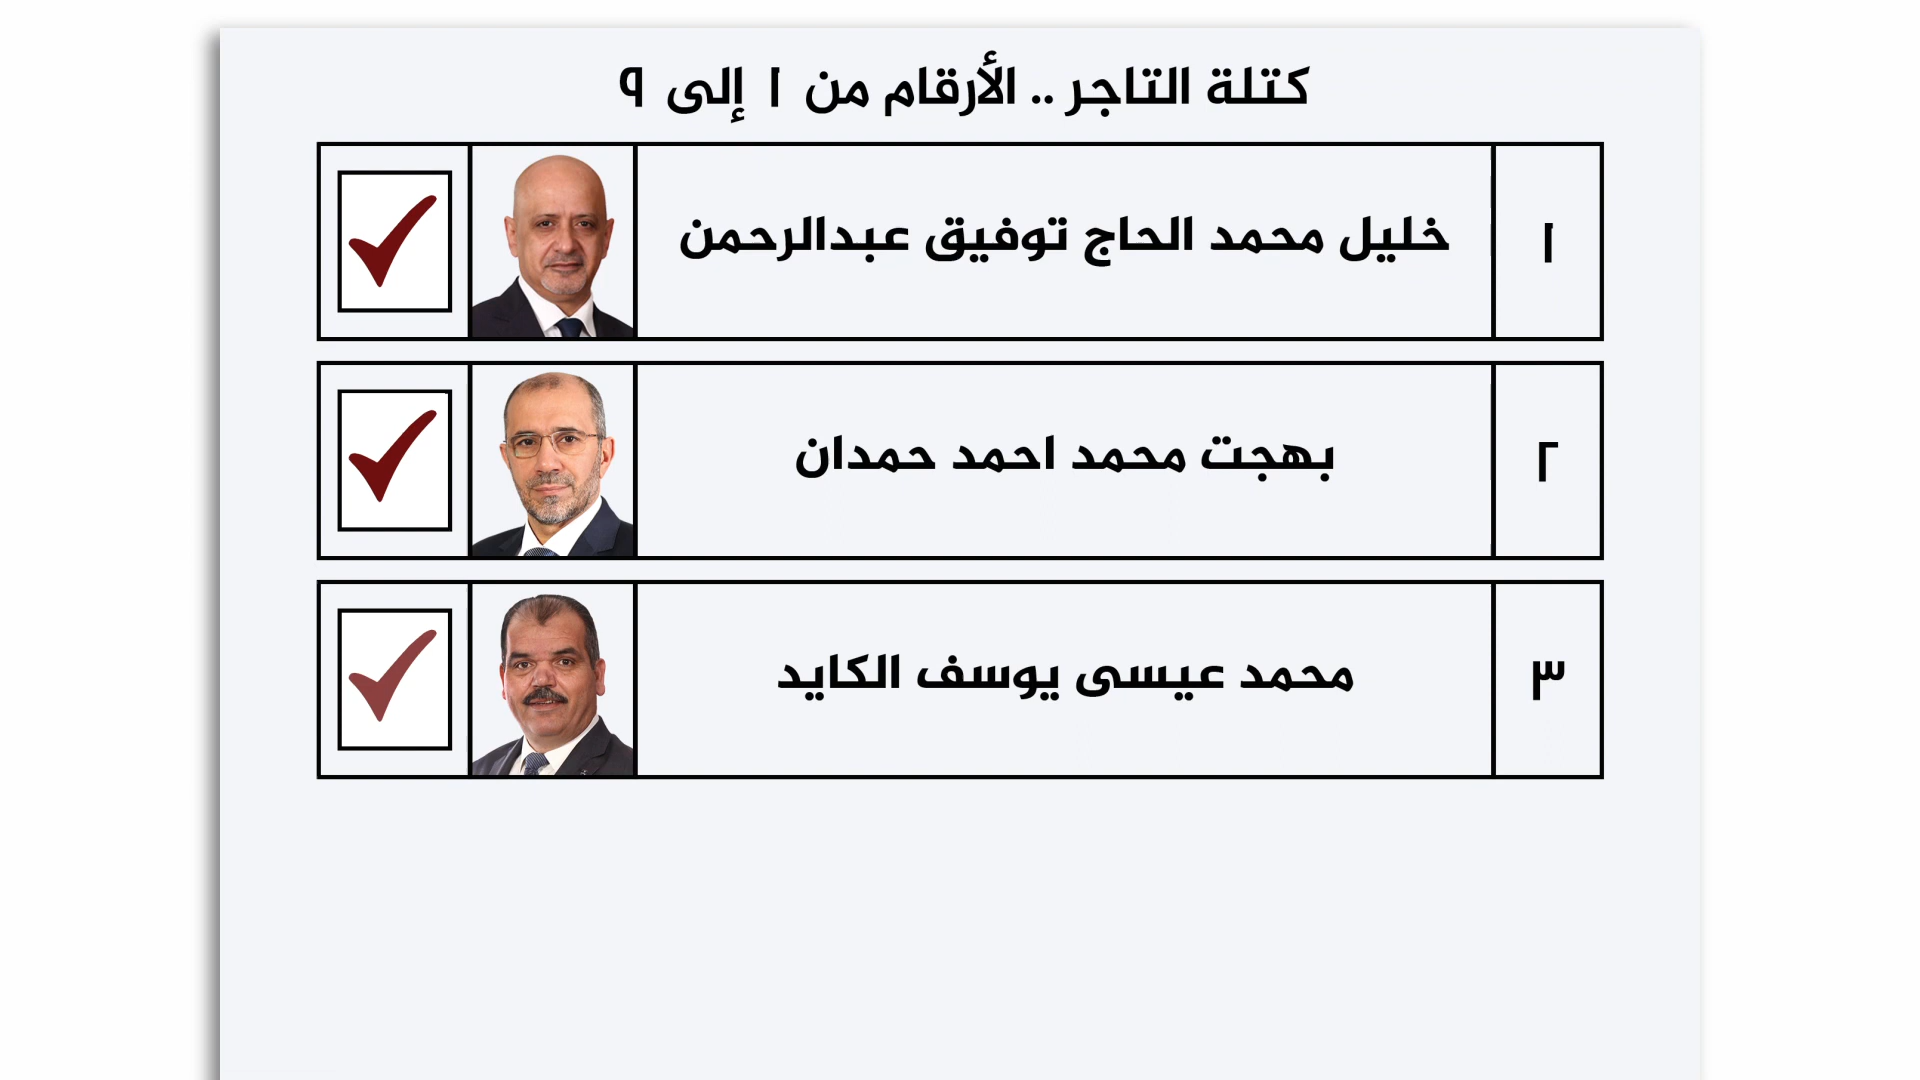 كتلة التاجر .. الأرقام من ١ إلى ٩
١ خليل محمد الحاج توفيق عبدالرحمن
٢ بهجت محمد احمد حمدان
٣ محمد عيسى يوسف الكايد